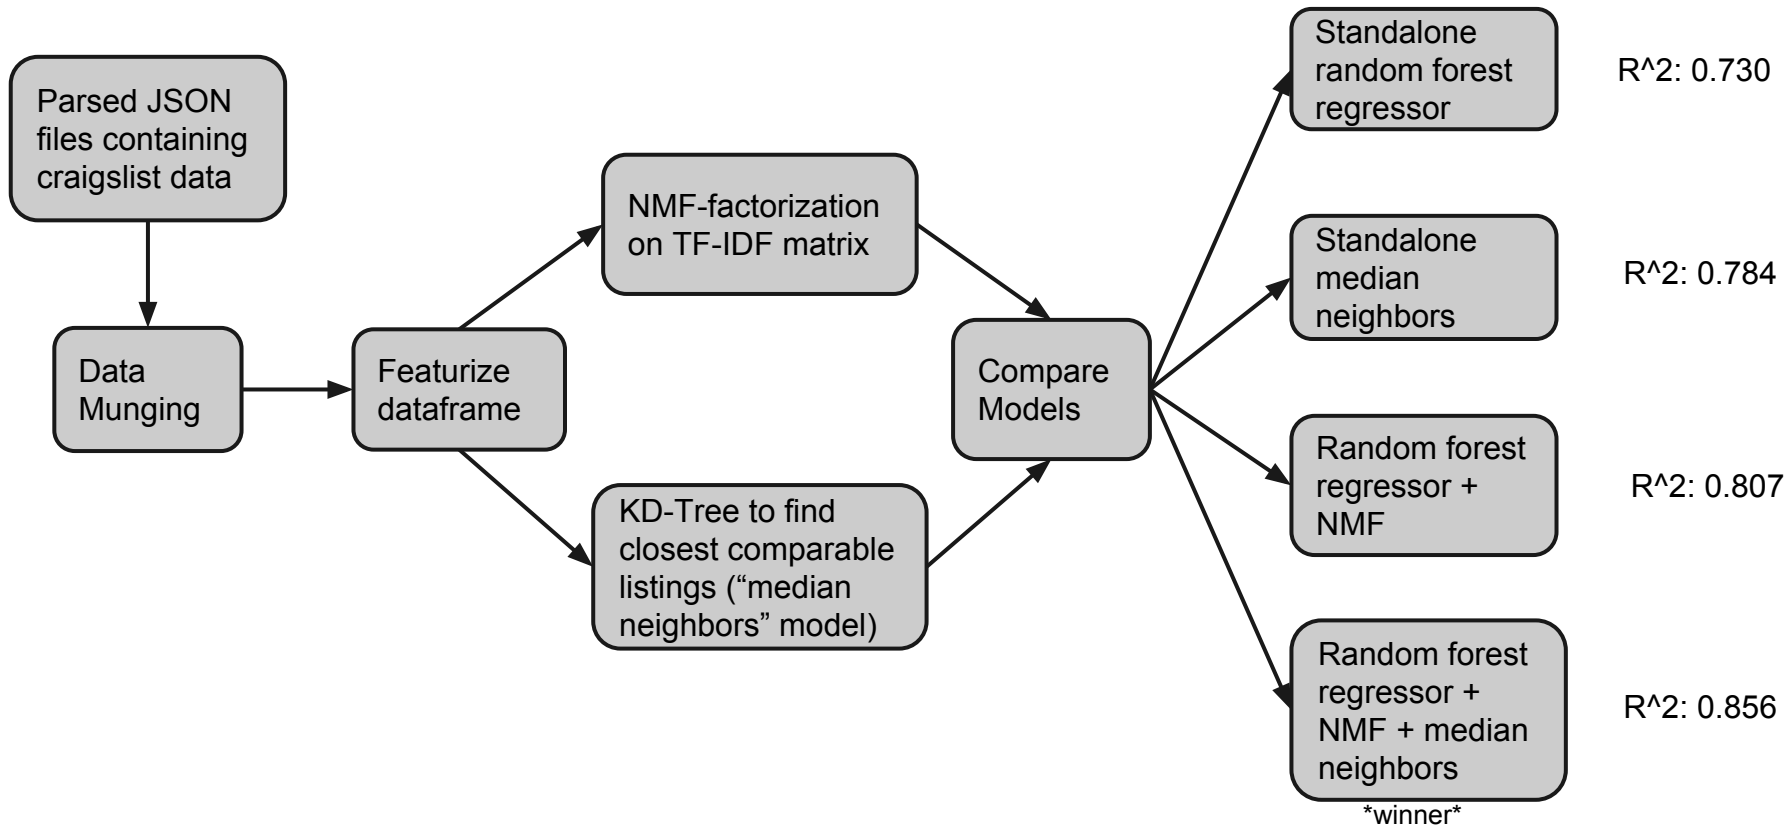 Parsed JSON
files containing
craigslist data
Data
Munging
Featurize
dataframe
NMF-factorization
on TF-IDF matrix
KD-Tree to find
closest comparable
listings (“median
neighbors” model)
Compare
Models
Standalone
random forest
regressor
R^2: 0.730
Standalone
median
neighbors
R^2: 0.784
Random forest
regressor +
NMF
R^2: 0.807
Random forest
regressor +
NMF + median
neighbors
R^2: 0.856
*winner*